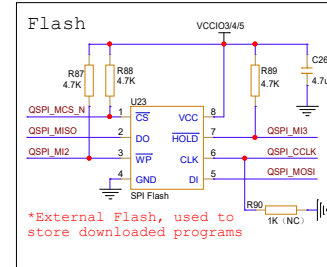 Flash
VCCIO3/4/5
R87
4.7K
R88
4.7K
R89
4.7K
C26
4.7u
U23
QSPI_MCS_N 1 CS VCC 8
QSPI_MISO 2 DO HOLD 7 QSPI_MI3
QSPI_MI2 3 WP CLK 6 QSPI_CCLK
4 GND DI 5 QSPI_MOSI
SPI Flash
R90
1K (NC)
*External Flash, used to
store downloaded programs